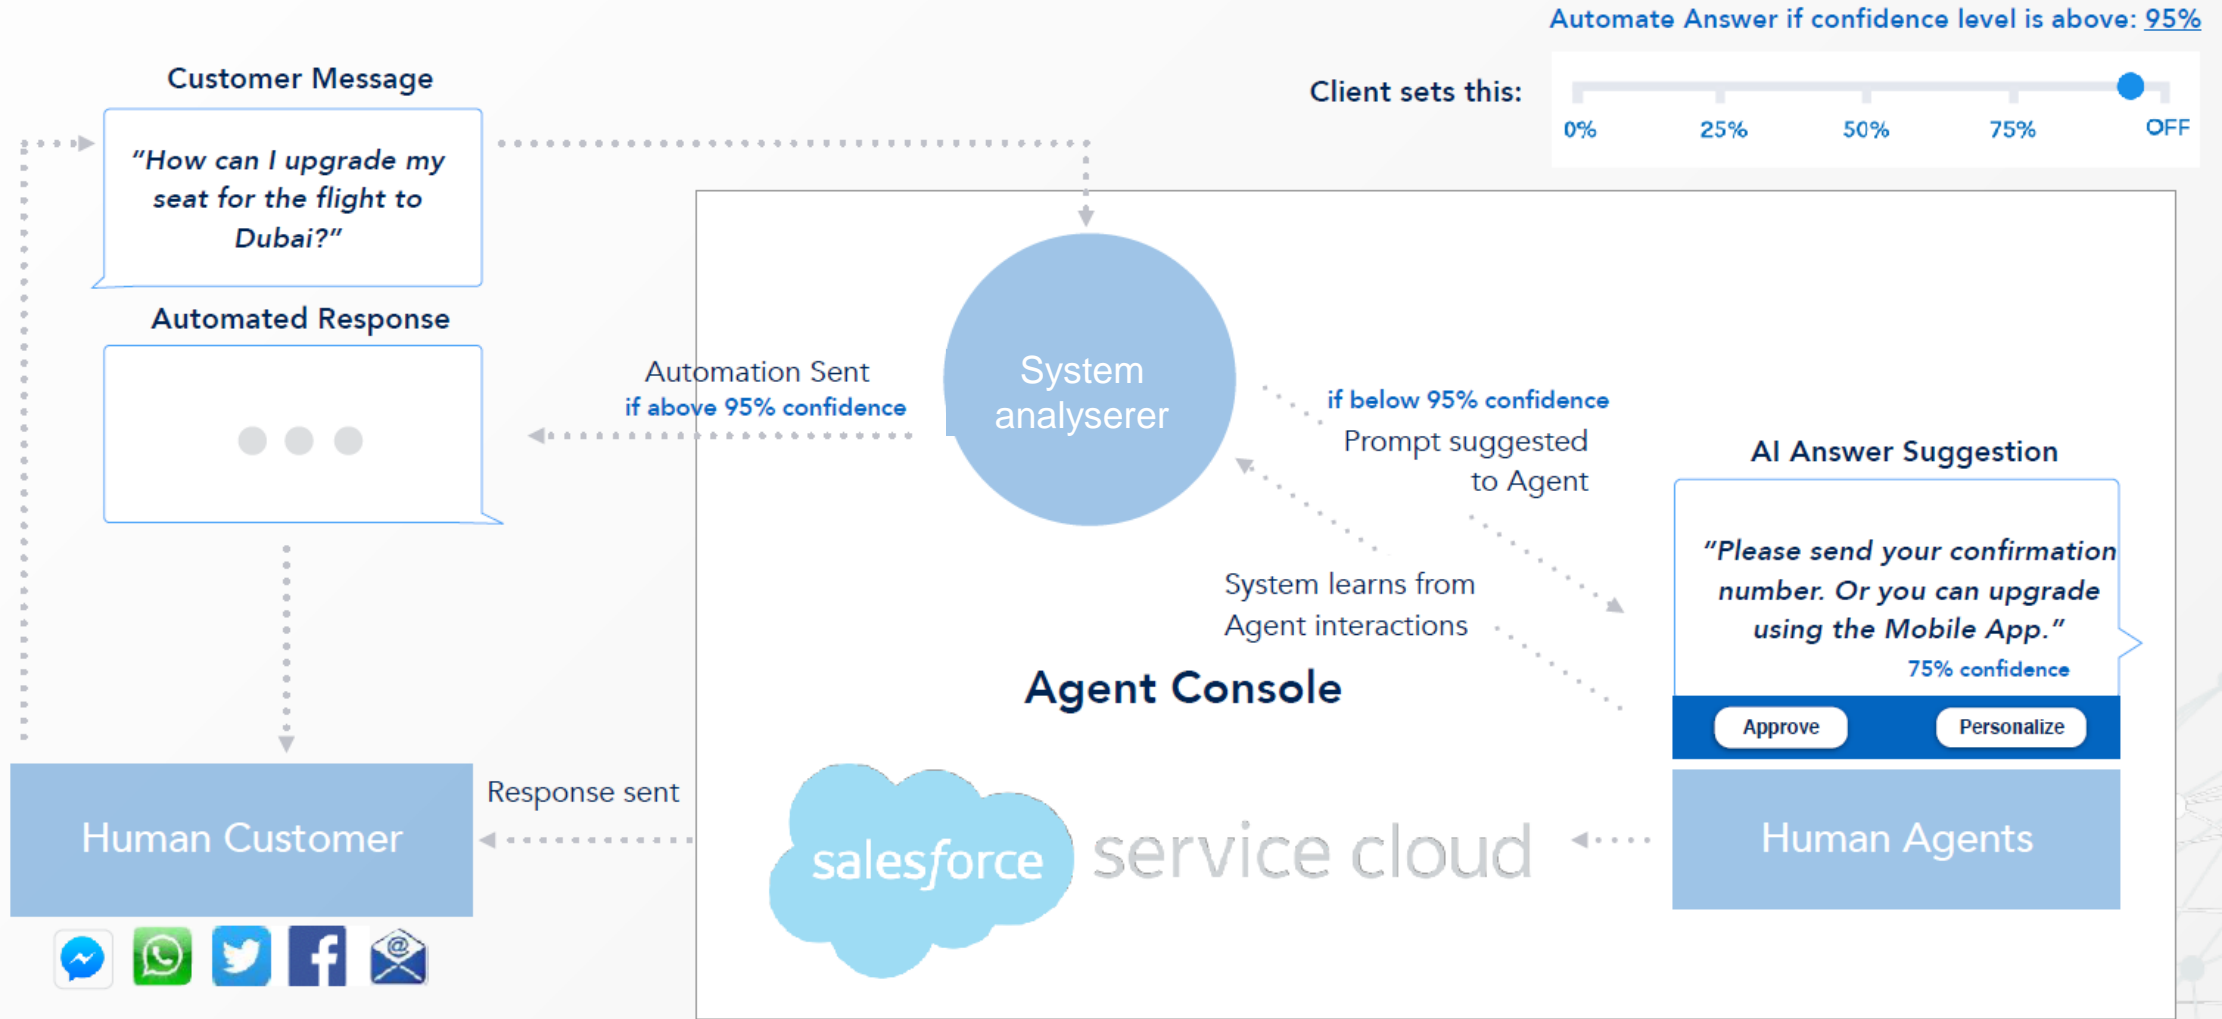 Automate Answer if confidence level is above: 95%
Client sets this:
0%
25%
50%
75%
OFF
Customer Message
“How can I upgrade my
seat for the flight to
Dubai?”
Automated Response
Automation Sent
if above 95% confidence
System
analyserer
if below 95% confidence
Prompt suggested
to Agent
AI Answer Suggestion
“Please send your confirmation
number. Or you can upgrade
using the Mobile App.”
75% confidence
Approve
Personalize
System learns from
Agent interactions
Agent Console
Human Customer
Response sent
salesforce
service cloud
Human Agents